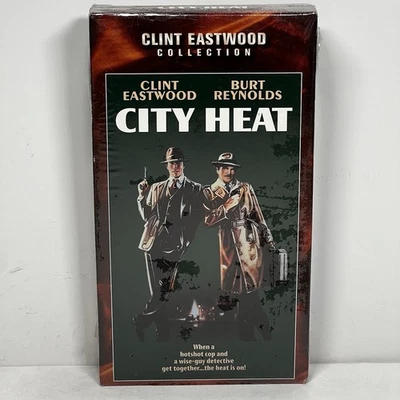 CLINT EASTWOOD
COLLECTION
CLINT BURT
EASTWOOD REYNOLDS
CITY HEAT
When a
hotshot cop and
a wise-guy detective
get together...the heat is on!